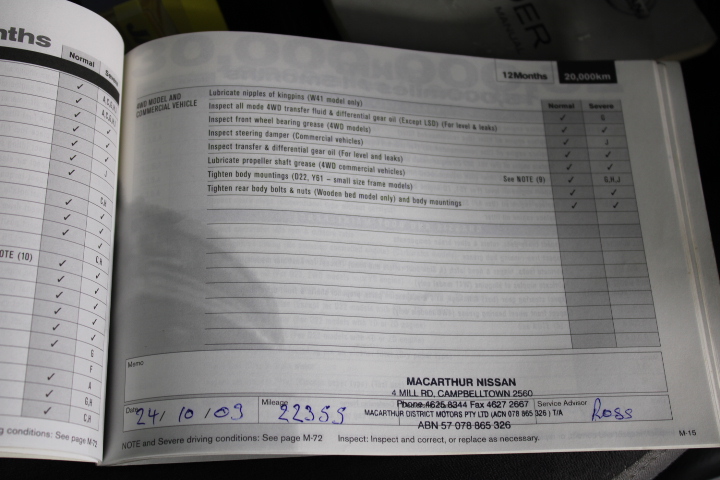 nths
Normal
A,C
J
C,H
OTE (10)
C,H
G
F
A
G,H
C,H
g conditions: See page M-72
12Months 20,000km
4WD MODEL AND
COMMERCIAL VEHICLE
Normal Severe
Lubricate nipples of kingpins (W41 model only)
Inspect all mode 4WD transfer fluid & differential gear oil (Except LSD) (For level & leaks) ✓ G
Inspect front wheel bearing grease (4WD models) ✓ ✓
Inspect steering damper (Commercial vehicles) ✓ J
Inspect transfer & differential gear oil (For level and leaks) ✓ ✓
Lubricate propeller shaft grease (4WD commercial vehicles) ✓ ✓
Tighten body mountings (D22, Y61 – small size frame models) See NOTE (9) ✓ G,H,J
Tighten rear body bolts & nuts (Wooden bed model only) and body mountings ✓ ✓
✓ ✓
Memo
MACARTHUR NISSAN
4 MILL RD, CAMPBELLTOWN 2560
Phone 4625 8344 Fax 4627 2667
MACARTHUR DISTRICT MOTORS PTY LTD (ACN 078 865 326) T/A
ABN 57 078 865 326
Date 24/10/09 Mileage 22355 Service Advisor Ross
NOTE and Severe driving conditions: See page M-72 Inspect: Inspect and correct, or replace as necessary.
M-15